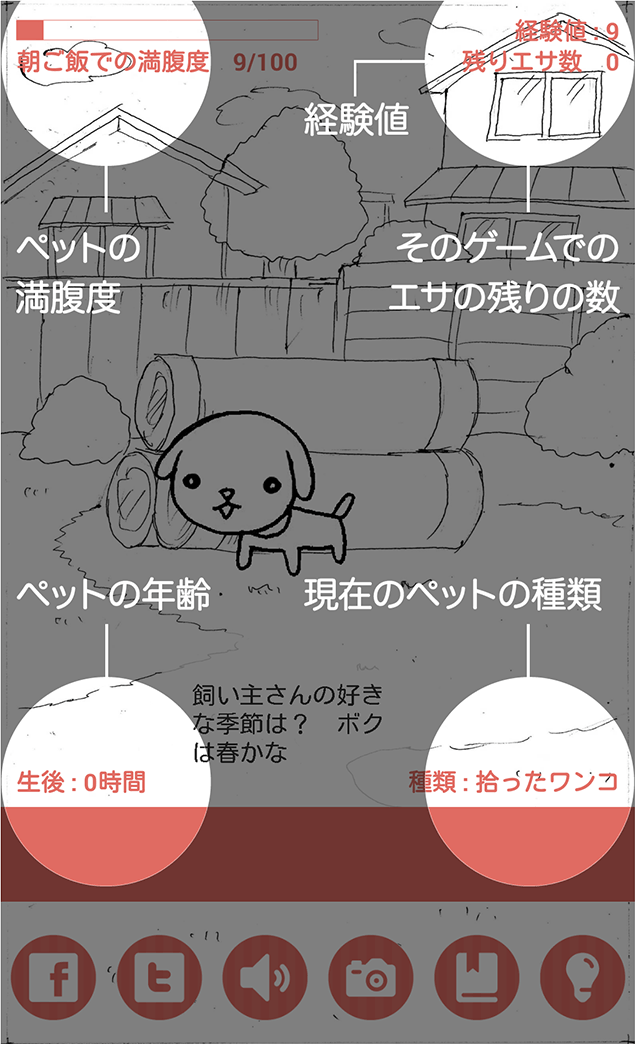 朝ご飯での満腹度 9/100
経験値 : 9
残りエサ数 0
経験値
ペットの
満腹度
そのゲームでの
エサの残りの数
ペットの年齢
現在のペットの種類
飼い主さんの好き
な季節は？ ボク
は春かな
生後 : 0時間
種類 : 拾ったワンコ